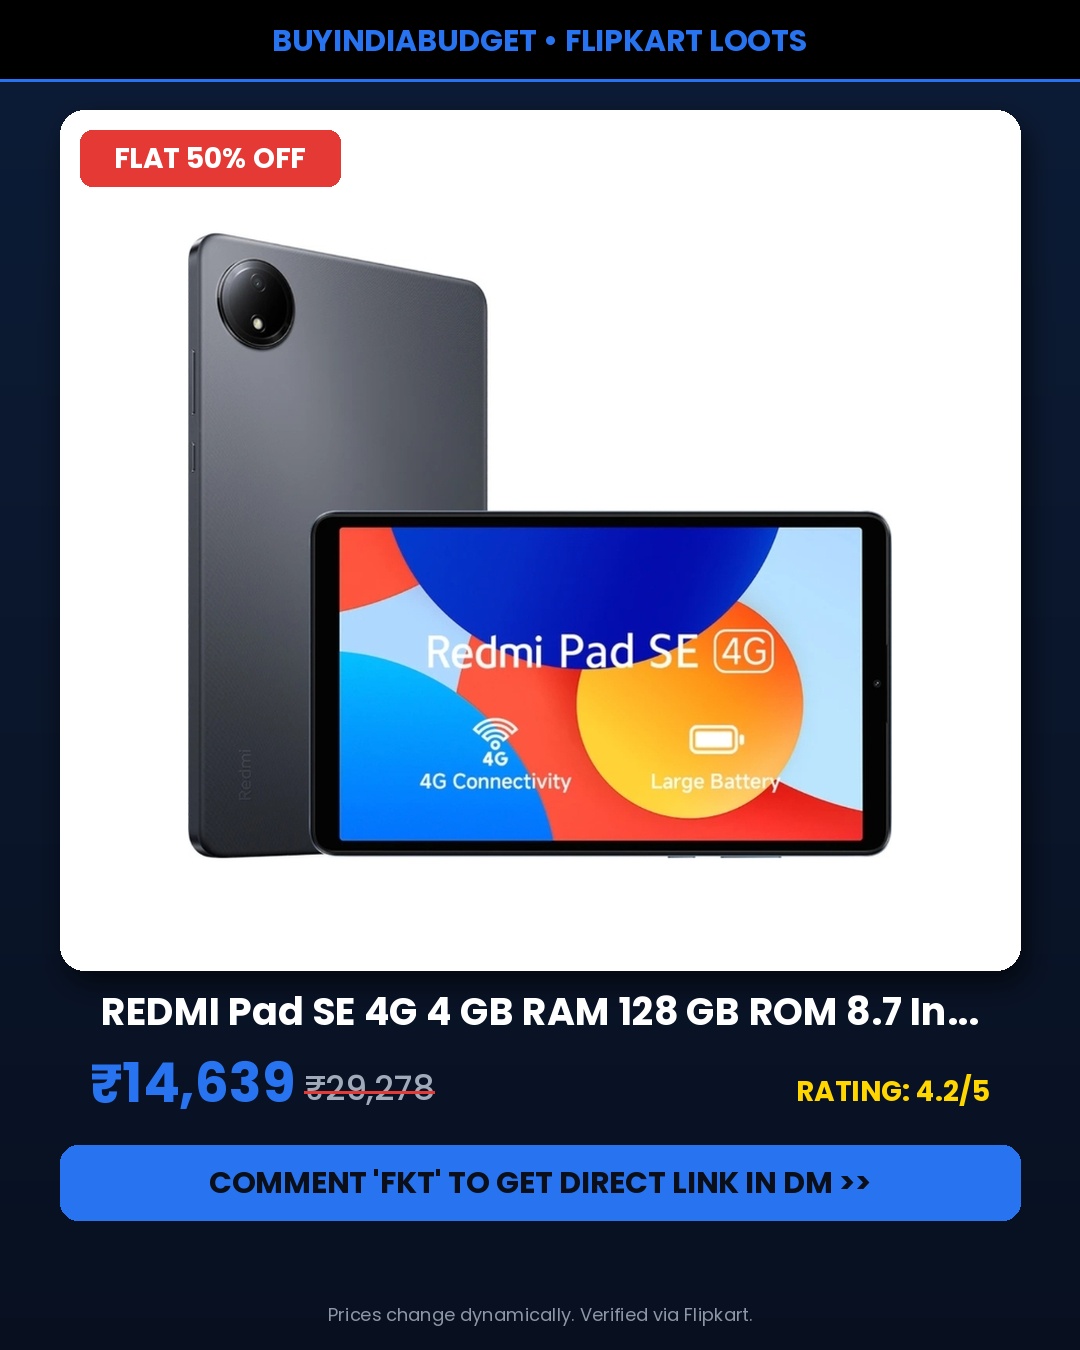 BUYINDIABUDGET • FLIPKART LOOTS
FLAT 50% OFF
Redmi
Redmi Pad SE 4G
4G
4G Connectivity
Large Battery
REDMI Pad SE 4G 4 GB RAM 128 GB ROM 8.7 In...
₹14,639 ₹29,278
RATING: 4.2/5
COMMENT 'FKT' TO GET DIRECT LINK IN DM >>
Prices change dynamically. Verified via Flipkart.